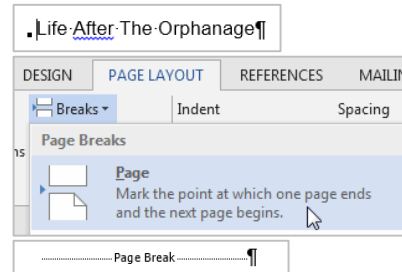 Life·After·The·Orphanage¶
DESIGN PAGE LAYOUT REFERENCES MAILIN
Breaks Indent Spacing
Page Breaks
ns
Page
Mark the point at which one page ends
and the next page begins.
Page Break ¶